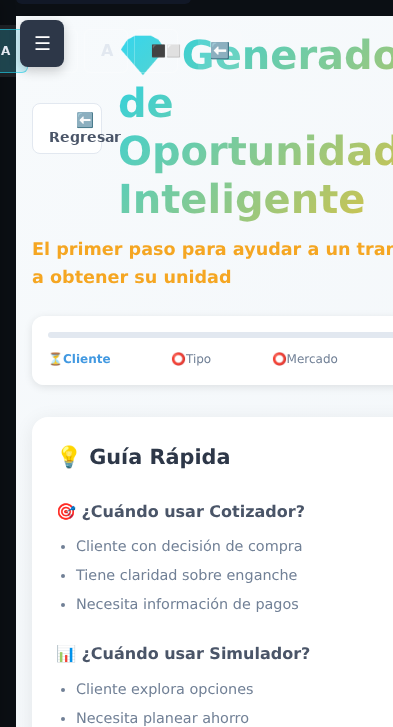 A
☰
A
💎 Generado
de
Oportunidad
Inteligente
⬅️
Regresar
El primer paso para ayudar a un tran
a obtener su unidad
⏳Cliente ⭕Tipo ⭕Mercado
💡 Guía Rápida
🎯 ¿Cuándo usar Cotizador?
• Cliente con decisión de compra
• Tiene claridad sobre enganche
• Necesita información de pagos
📊 ¿Cuándo usar Simulador?
• Cliente explora opciones
• Necesita planear ahorro